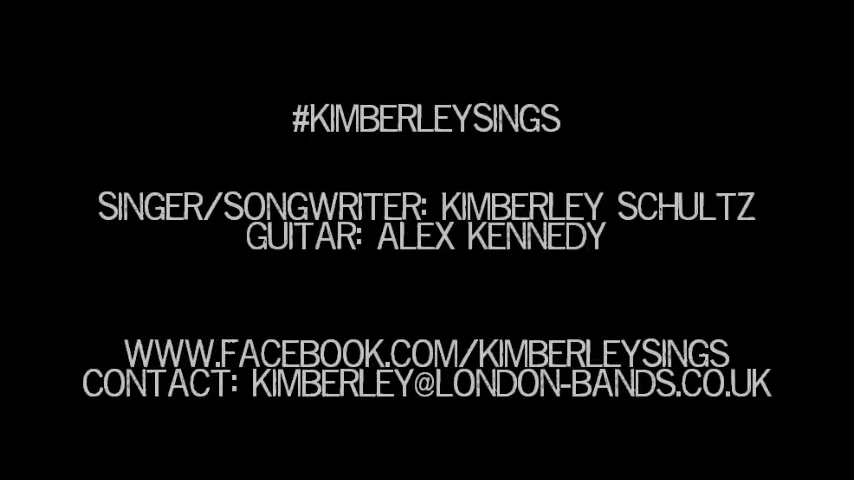 #KIMBERLEYSINGS
SINGER/SONGWRITER: KIMBERLEY SCHULTZ
GUITAR: ALEX KENNEDY
WWW.FACEBOOK.COM/KIMBERLEYSINGS
CONTACT: KIMBERLEY@LONDON-BANDS.CO.UK